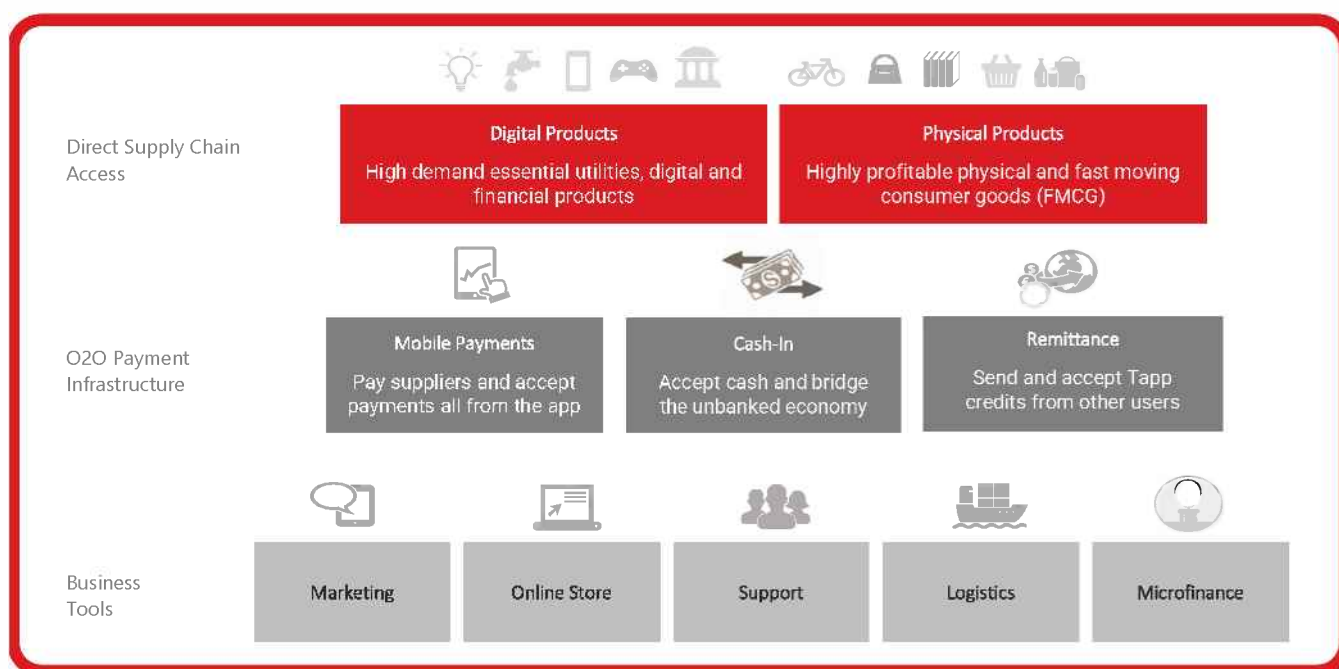 Direct Supply Chain
Access
Digital Products
High demand essential utilities, digital and
financial products
Physical Products
Highly profitable physical and fast moving
consumer goods (FMCG)
O2O Payment
Infrastructure
Mobile Payments
Pay suppliers and accept
payments all from the app
Cash-In
Accept cash and bridge
the unbanked economy
Remittance
Send and accept Tapp
credits from other users
Business
Tools
Marketing
Online Store
Support
Logistics
Microfinance